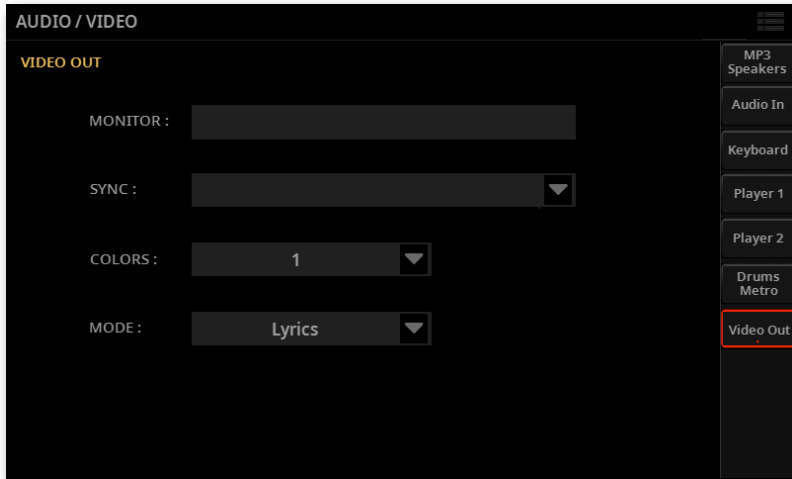 AUDIO / VIDEO
VIDEO OUT
MONITOR :
SYNC :
COLORS :
1
MODE :
Lyrics
MP3
Speakers
Audio In
Keyboard
Player 1
Player 2
Drums
Metro
Video Out